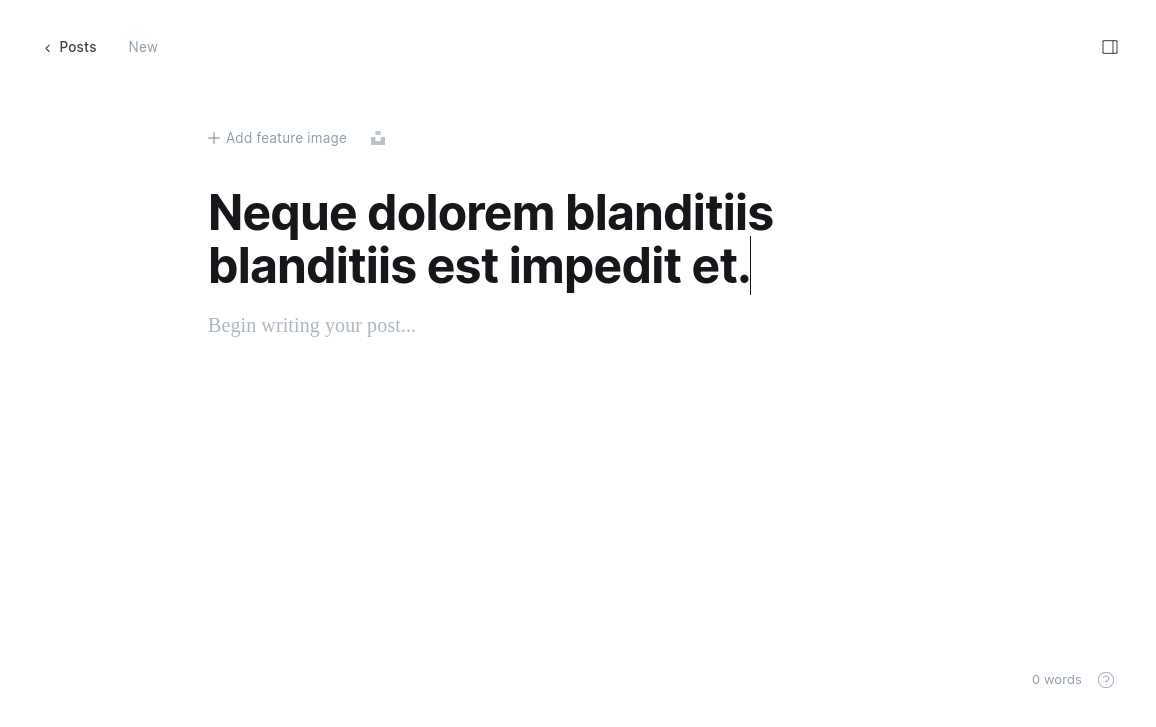 Posts New
Add feature image
Neque dolorem blanditiis
blanditiis est impedit et.
Begin writing your post...
0 words